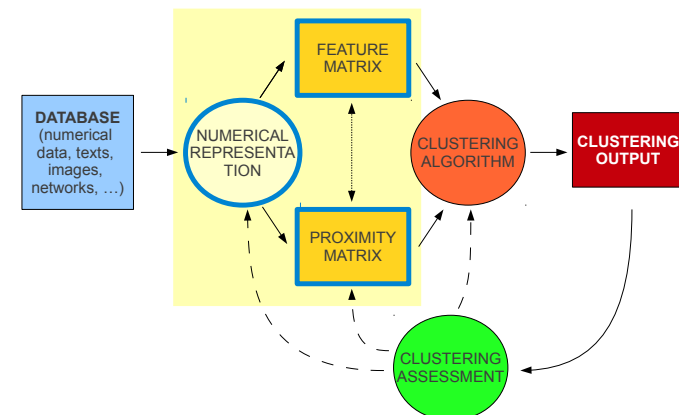 DATABASE
(numerical
data, texts,
images,
networks, ...)
NUMERICAL
REPRESENTA
TION
FEATURE
MATRIX
PROXIMITY
MATRIX
CLUSTERING
ALGORITHM
CLUSTERING
OUTPUT
CLUSTERING
ASSESSMENT